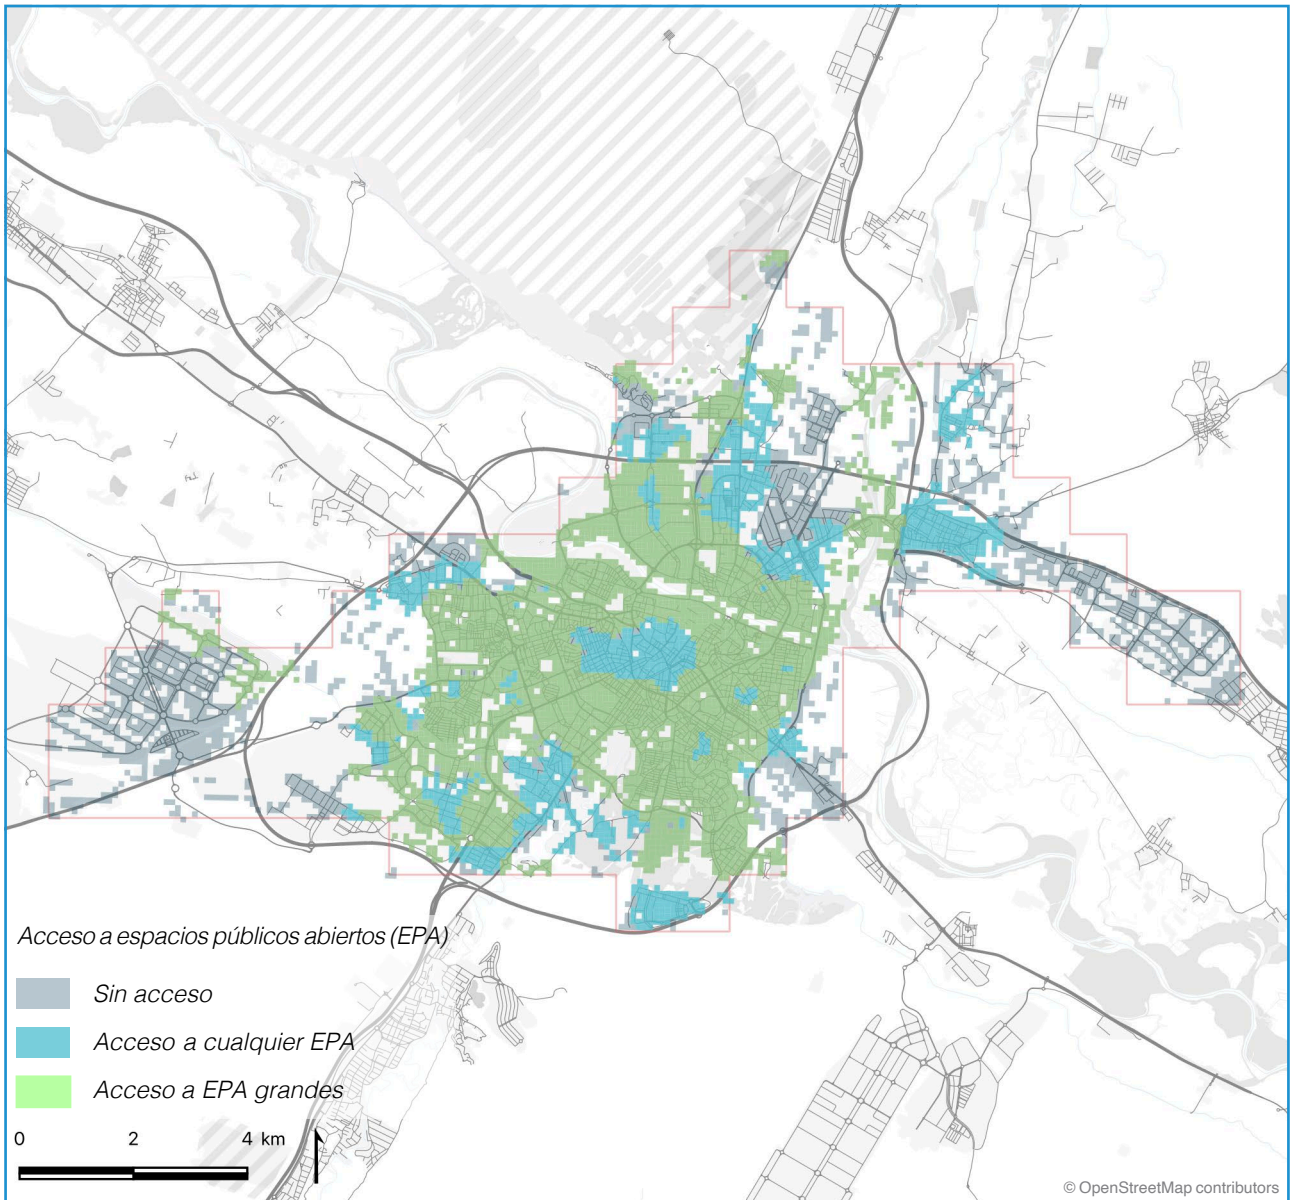 Acceso a espacios públicos abiertos (EPA)
Sin acceso
Acceso a cualquier EPA
Acceso a EPA grandes
0 2 4 km
© OpenStreetMap contributors